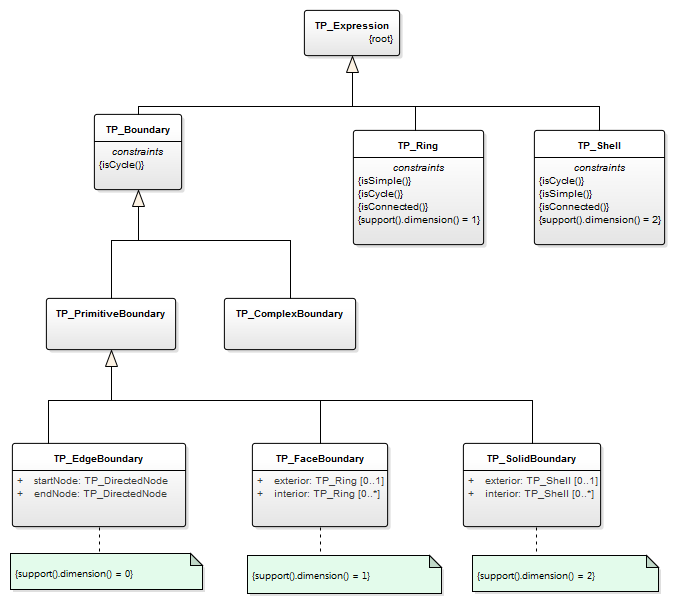 TP_Expression
{root}
TP_Boundary
constraints
{isCycle()}
TP_Ring
constraints
{isSimple()}
{isCycle()}
{isConnected()}
{support().dimension() = 1}
TP_Shell
constraints
{isCycle()}
{isSimple()}
{isConnected()}
{support().dimension() = 2}
TP_PrimitiveBoundary
TP_ComplexBoundary
TP_EdgeBoundary
+ startNode: TP_DirectedNode
+ endNode: TP_DirectedNode
TP_FaceBoundary
+ exterior: TP_Ring [0..1]
+ interior: TP_Ring [0..*]
TP_SolidBoundary
+ exterior: TP_Shell [0..1]
+ interior: TP_Shell [0..*]
{support().dimension() = 0}
{support().dimension() = 1}
{support().dimension() = 2}